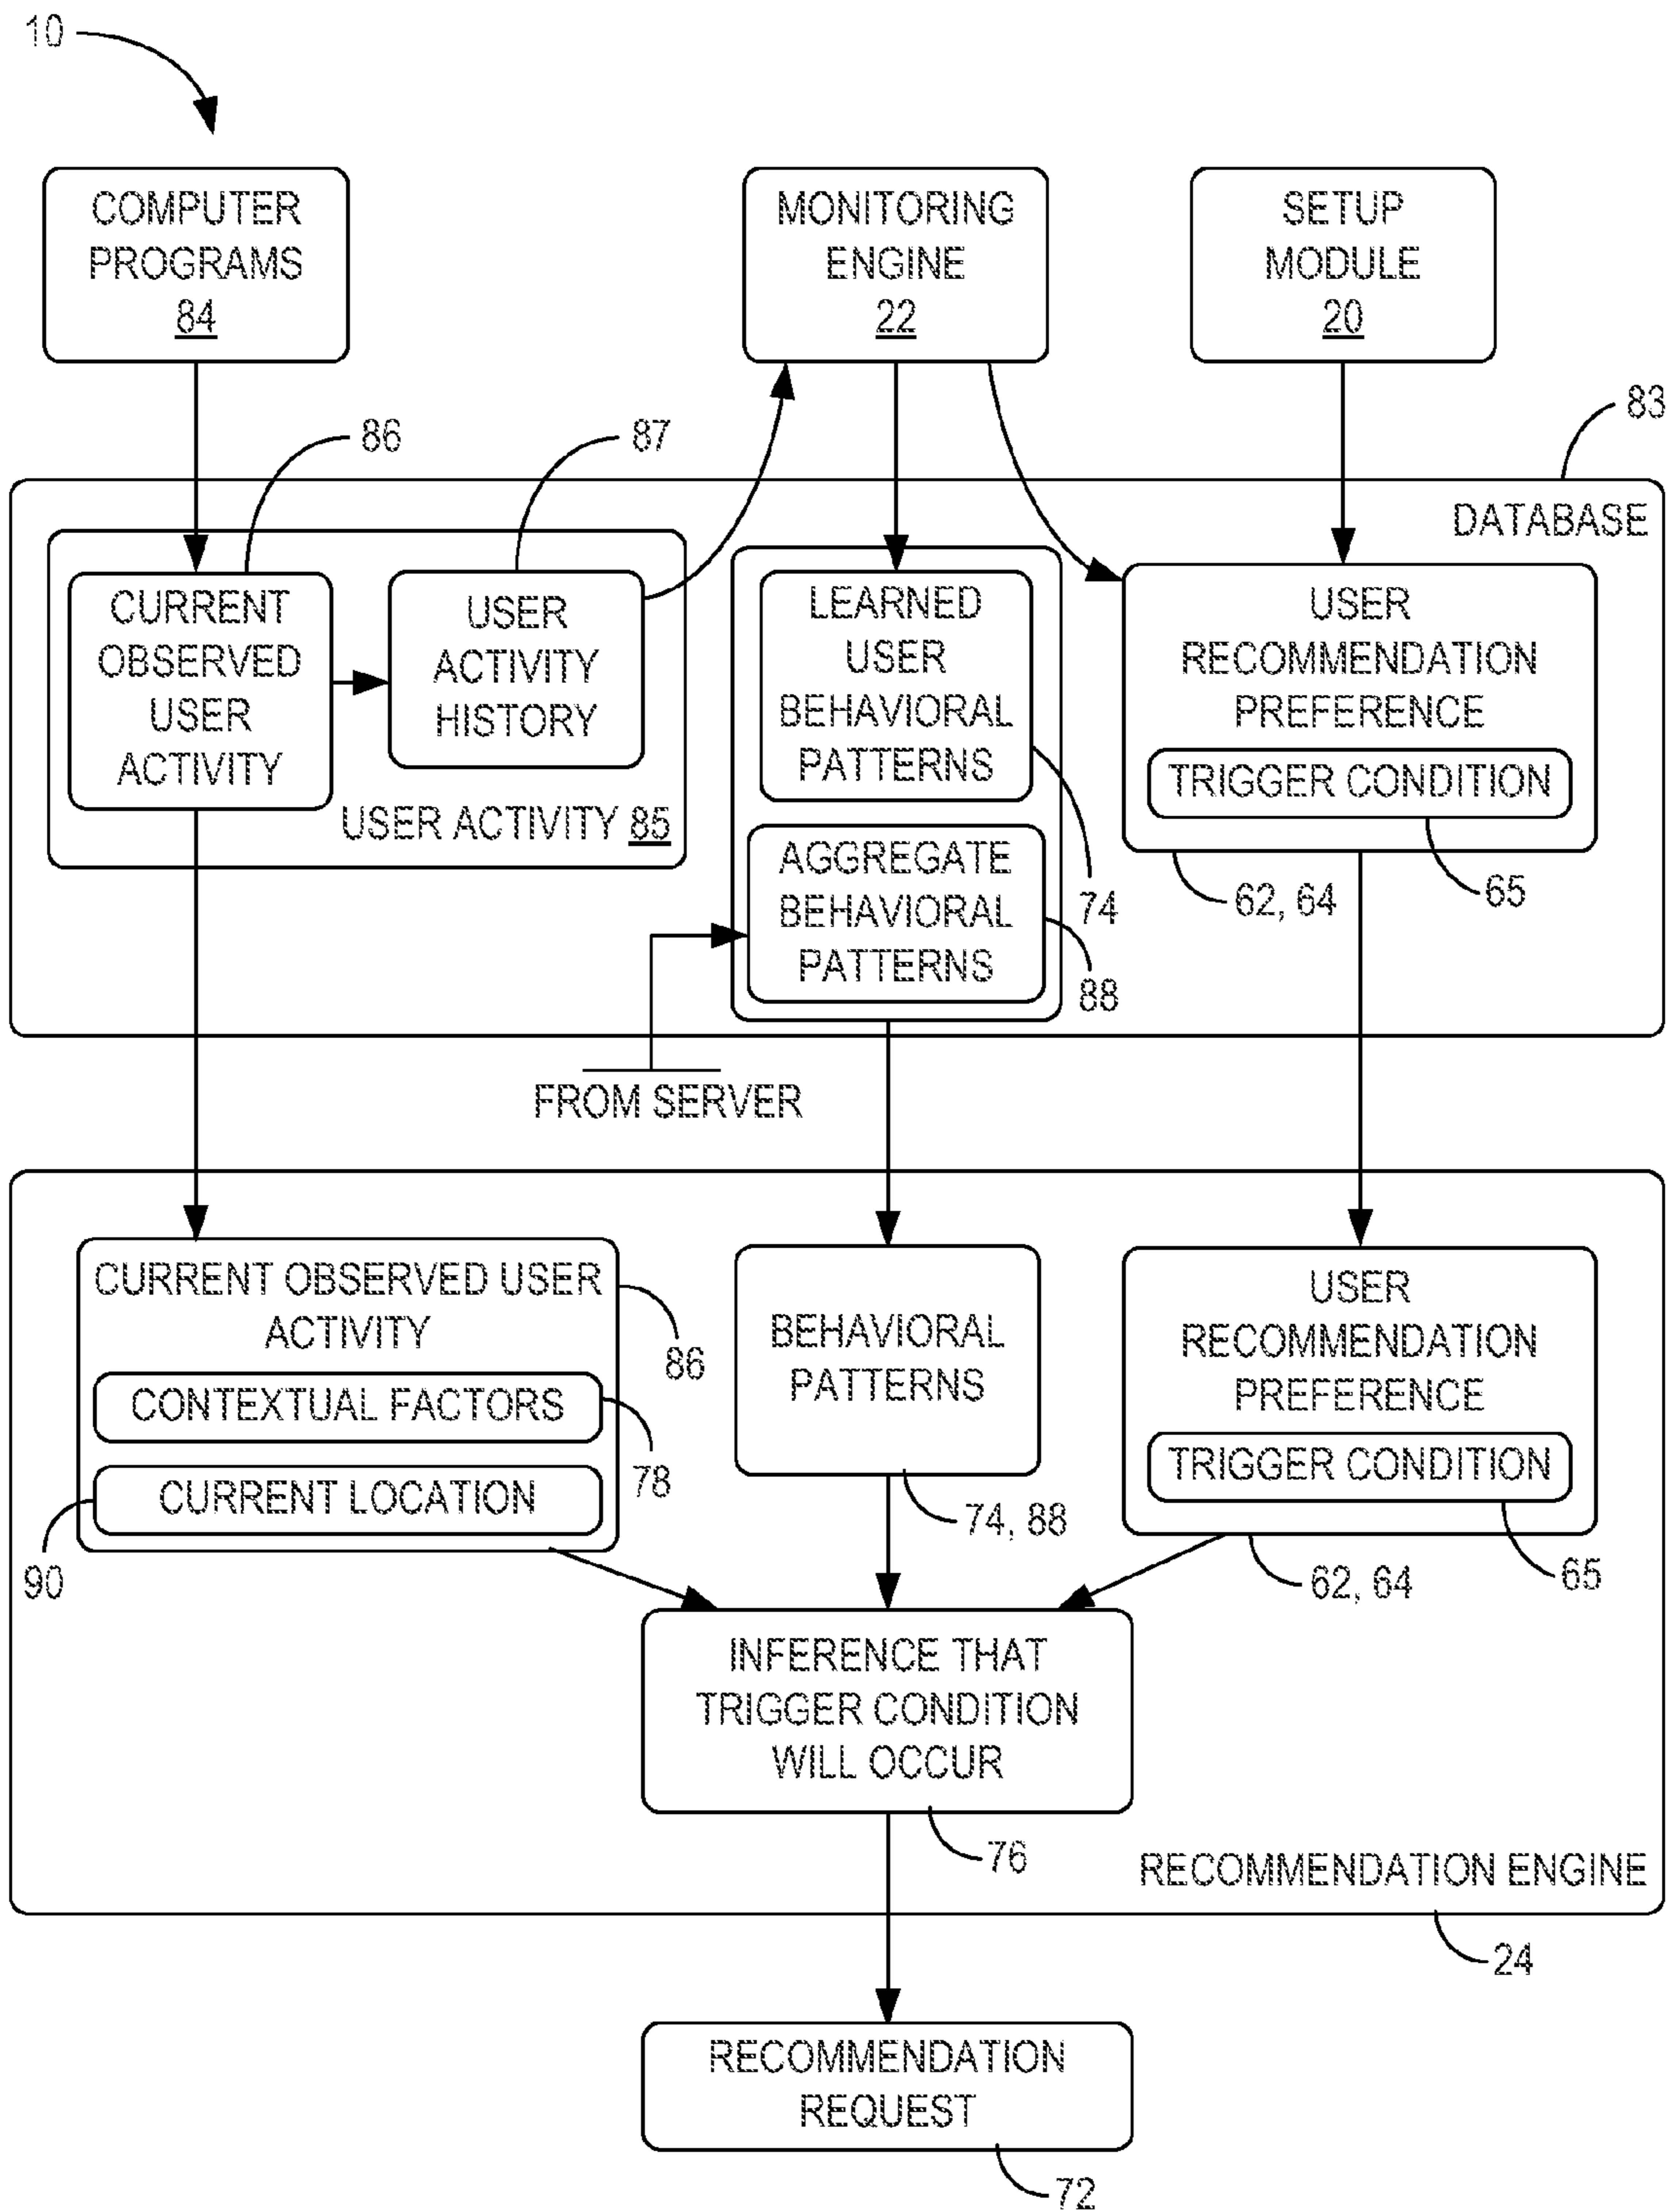 10
COMPUTER
PROGRAMS
84
MONITORING
ENGINE
22
SETUP
MODULE
20
83
86
87
DATABASE
CURRENT
OBSERVED
USER
ACTIVITY
USER
ACTIVITY
HISTORY
USER ACTIVITY 85
LEARNED
USER
BEHAVIORAL
PATTERNS
74
AGGREGATE
BEHAVIORAL
PATTERNS
88
USER
RECOMMENDATION
PREFERENCE
TRIGGER CONDITION
62, 64
65
FROM SERVER
CURRENT OBSERVED USER
ACTIVITY
86
CONTEXTUAL FACTORS
78
CURRENT LOCATION
90
BEHAVIORAL
PATTERNS
74, 88
USER
RECOMMENDATION
PREFERENCE
TRIGGER CONDITION
62, 64
65
INFERENCE THAT
TRIGGER CONDITION
WILL OCCUR
76
RECOMMENDATION ENGINE
24
RECOMMENDATION
REQUEST
72